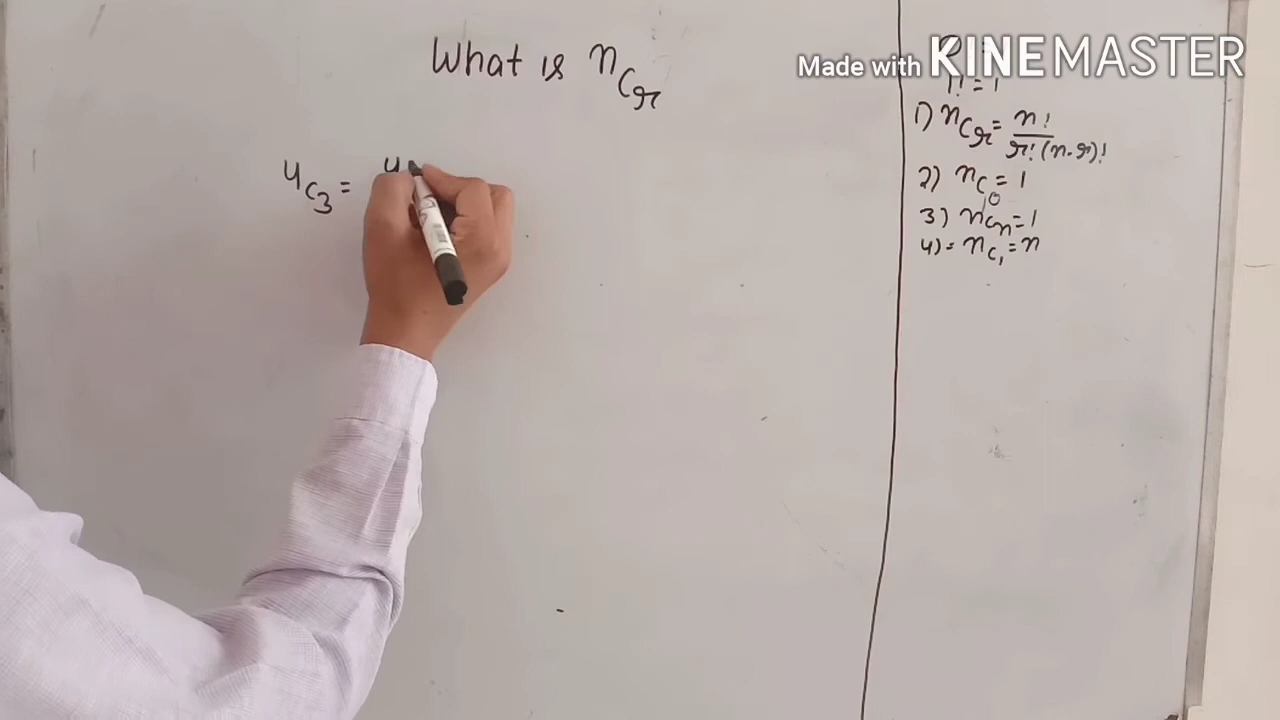 What is nCr
4C3 = 4
Made with KINEMASTER
1! = 1
1) nCr = n! / r!(n-r)!
2) nC0 = 1
3) nCn = 1
4) = nC1 = n